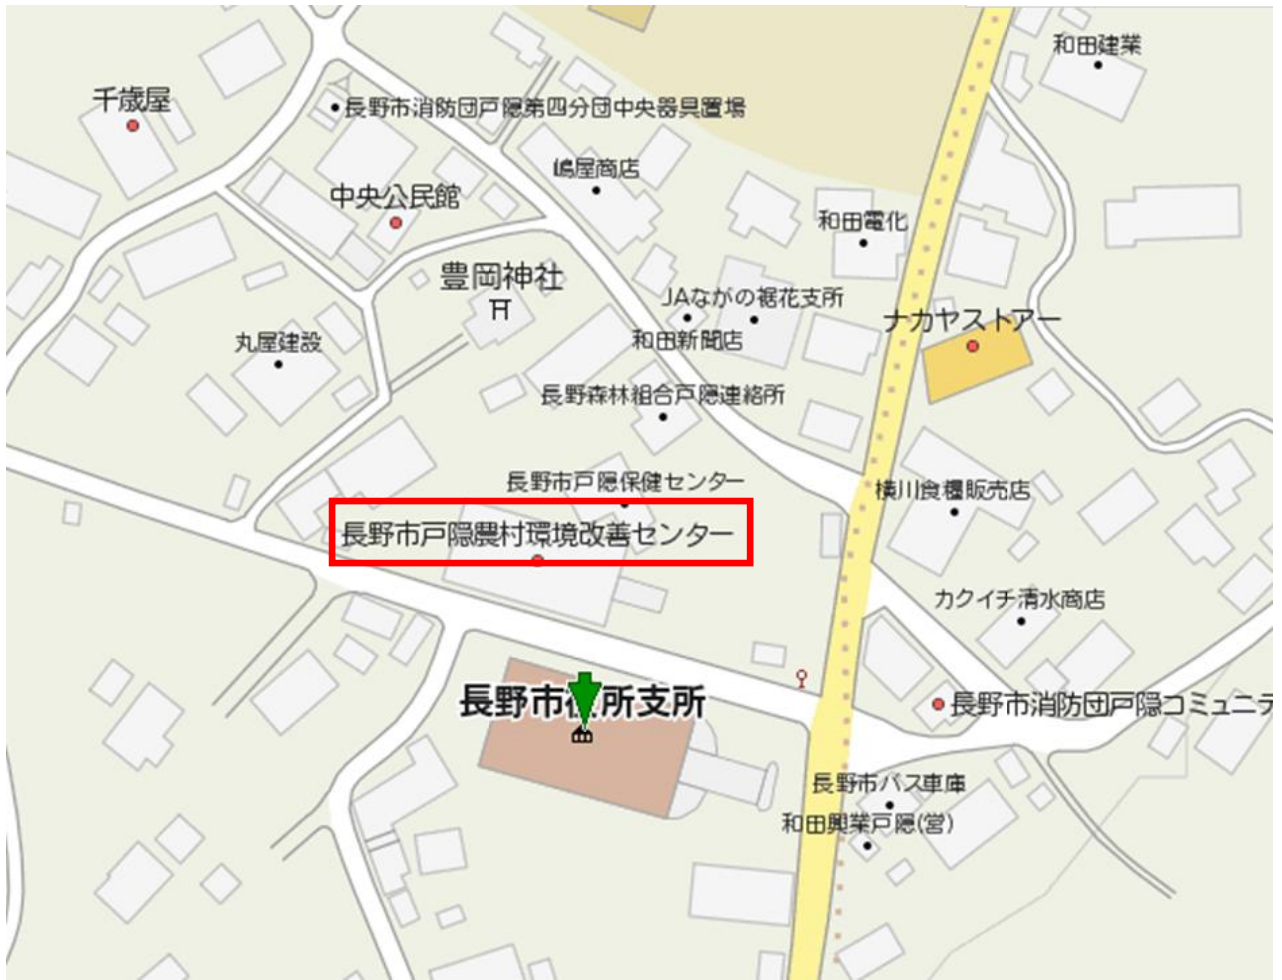 和田建業
千歳屋
長野市消防団戸隠第四分団中央器具置場
嶋屋商店
中央公民館
和田電化
豊岡神社
JAながの裾花支所
ナカヤストアー
和田新聞店
丸屋建設
長野森林組合戸隠連絡所
長野市戸隠保健センター
横川食糧販売店
長野市戸隠農村環境改善センター
カクイチ清水商店
長野市役所支所
長野市消防団戸隠コミュニテ
長野市バス車庫
和田興業戸隠(営)